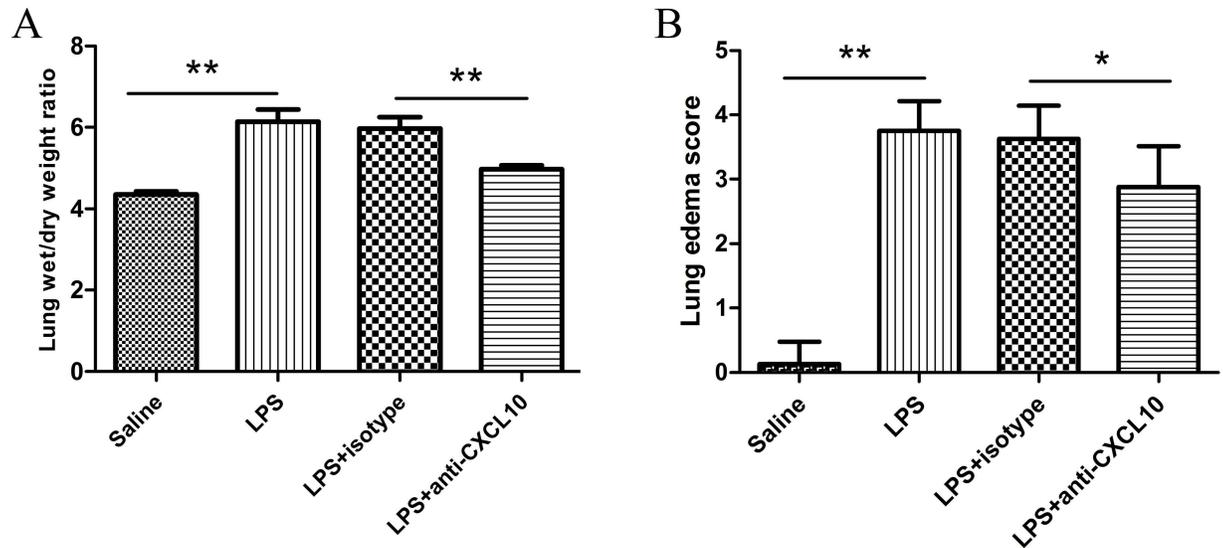 A
Lung wet/dry weight ratio
8
6
4
2
0
**
**
Saline
LPS
LPS+isotype
LPS+anti-CXCL10
B
Lung edema score
5
4
3
2
1
0
**
*
Saline
LPS
LPS+isotype
LPS+anti-CXCL10